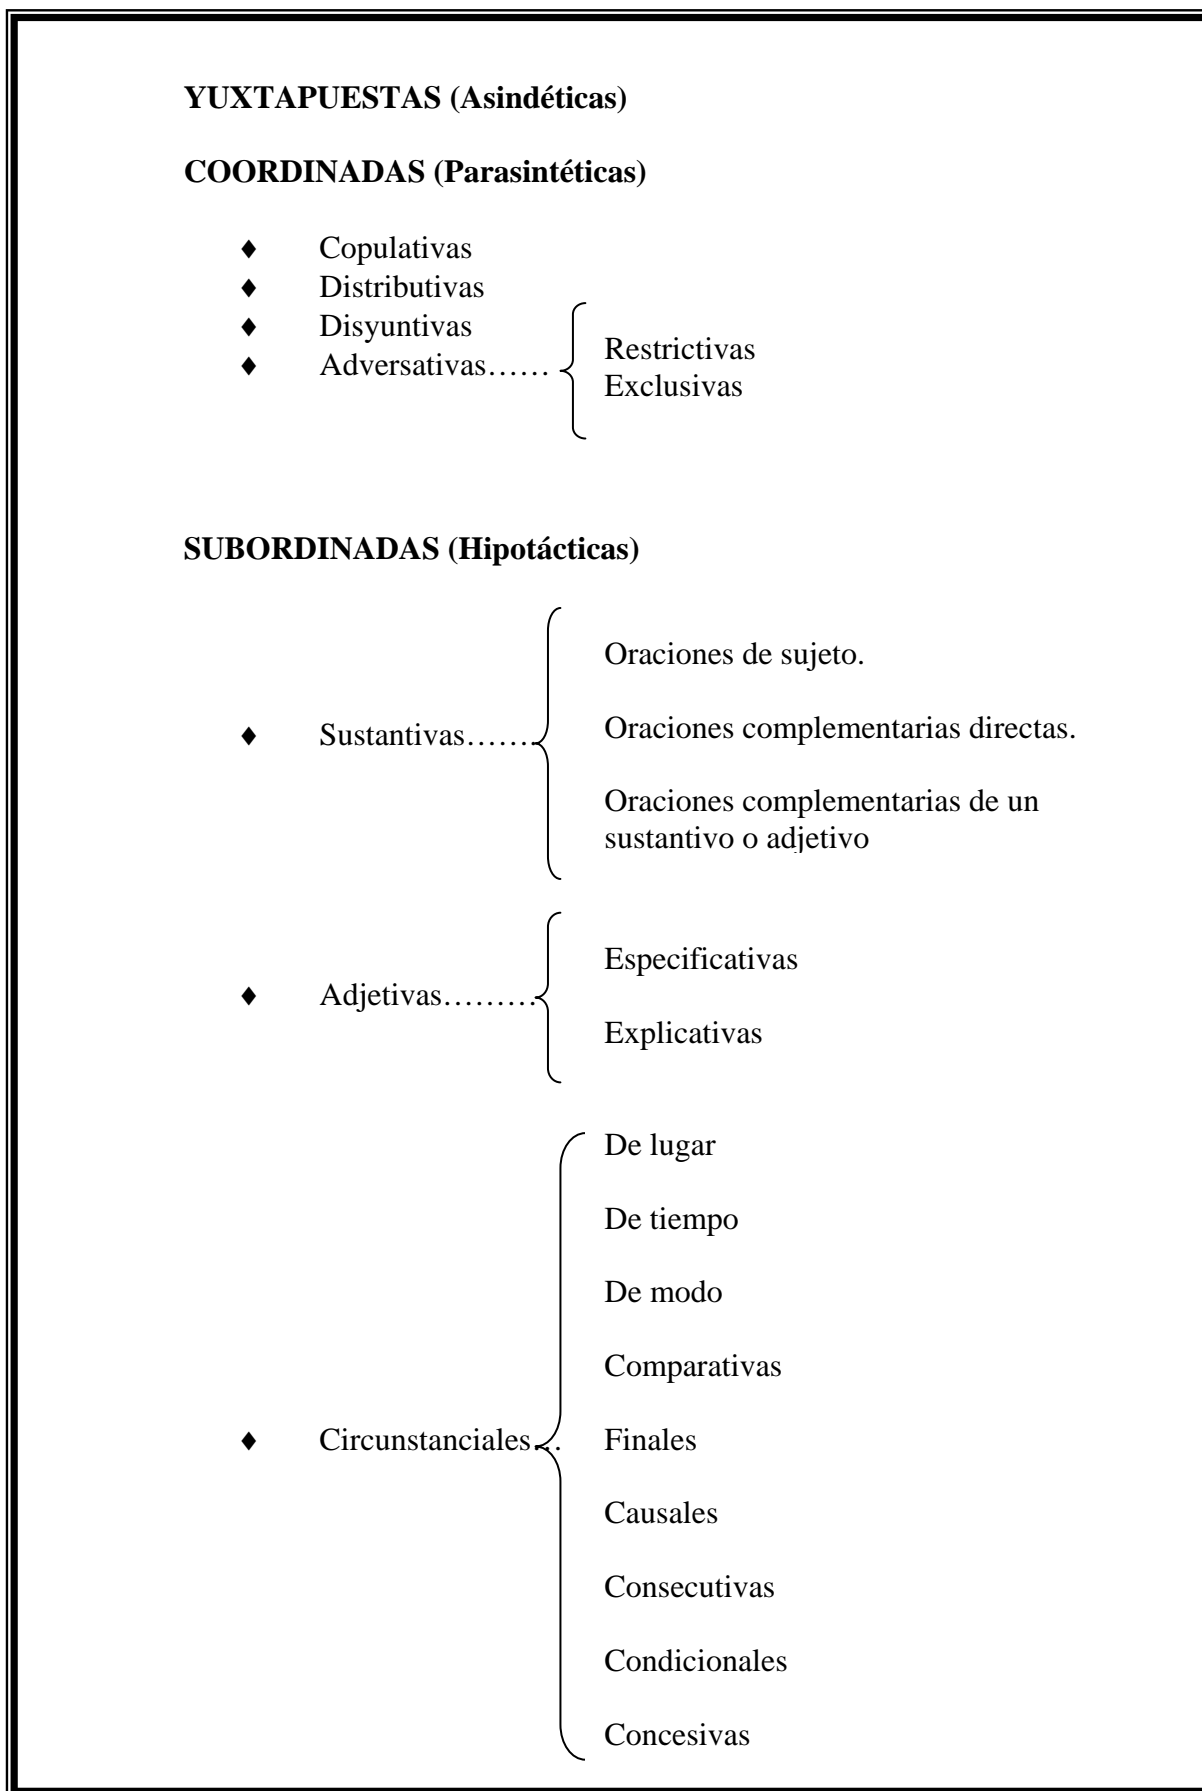 YUXTAPUESTAS (Asindéticas)
COORDINADAS (Parasintéticas)
♦ Copulativas
♦ Distributivas
♦ Disyuntivas
♦ Adversativas……
Restrictivas
Exclusivas
SUBORDINADAS (Hipotácticas)
♦ Sustantivas…….
Oraciones de sujeto.
Oraciones complementarias directas.
Oraciones complementarias de un
sustantivo o adjetivo
♦ Adjetivas………
Especificativas
Explicativas
♦ Circunstanciales…
De lugar
De tiempo
De modo
Comparativas
Finales
Causales
Consecutivas
Condicionales
Concesivas